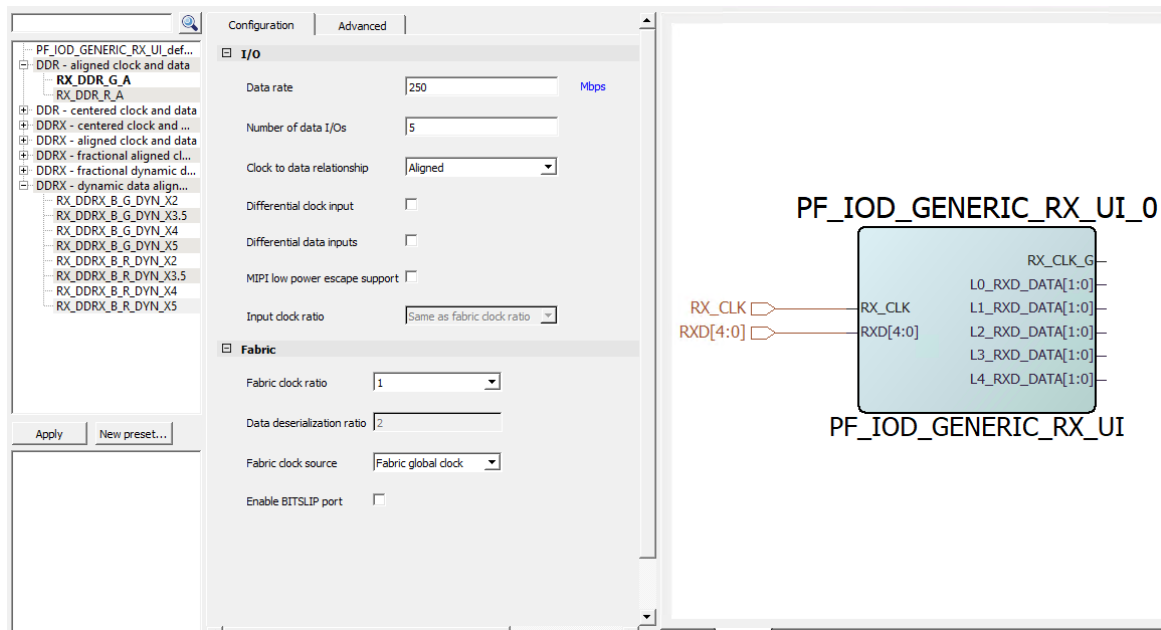 PF_IOD_GENERIC_RX_UI_def...
DDR - aligned clock and data
RX_DDR_G_A
RX_DDR_R_A
DDR - centered clock and data
DDRX - centered clock and ...
DDRX - aligned clock and data
DDRX - fractional aligned cl...
DDRX - fractional dynamic d...
DDRX - dynamic data align...
RX_DDRX_B_G_DYN_X2
RX_DDRX_B_G_DYN_X3.5
RX_DDRX_B_G_DYN_X4
RX_DDRX_B_G_DYN_X5
RX_DDRX_B_R_DYN_X2
RX_DDRX_B_R_DYN_X3.5
RX_DDRX_B_R_DYN_X4
RX_DDRX_B_R_DYN_X5
Apply New preset...
Configuration Advanced
I/O
Data rate 250 Mbps
Number of data I/Os 5
Clock to data relationship Aligned
Differential clock input
Differential data inputs
MIPI low power escape support
Input clock ratio Same as fabric clock ratio
Fabric
Fabric clock ratio 1
Data deserialization ratio 2
Fabric clock source Fabric global clock
Enable BITSLIP port
PF_IOD_GENERIC_RX_UI_0
RX_CLK_G
L0_RXD_DATA[1:0]
RX_CLK RX_CLK L1_RXD_DATA[1:0]
RXD[4:0] RXD[4:0] L2_RXD_DATA[1:0]
L3_RXD_DATA[1:0]
L4_RXD_DATA[1:0]
PF_IOD_GENERIC_RX_UI